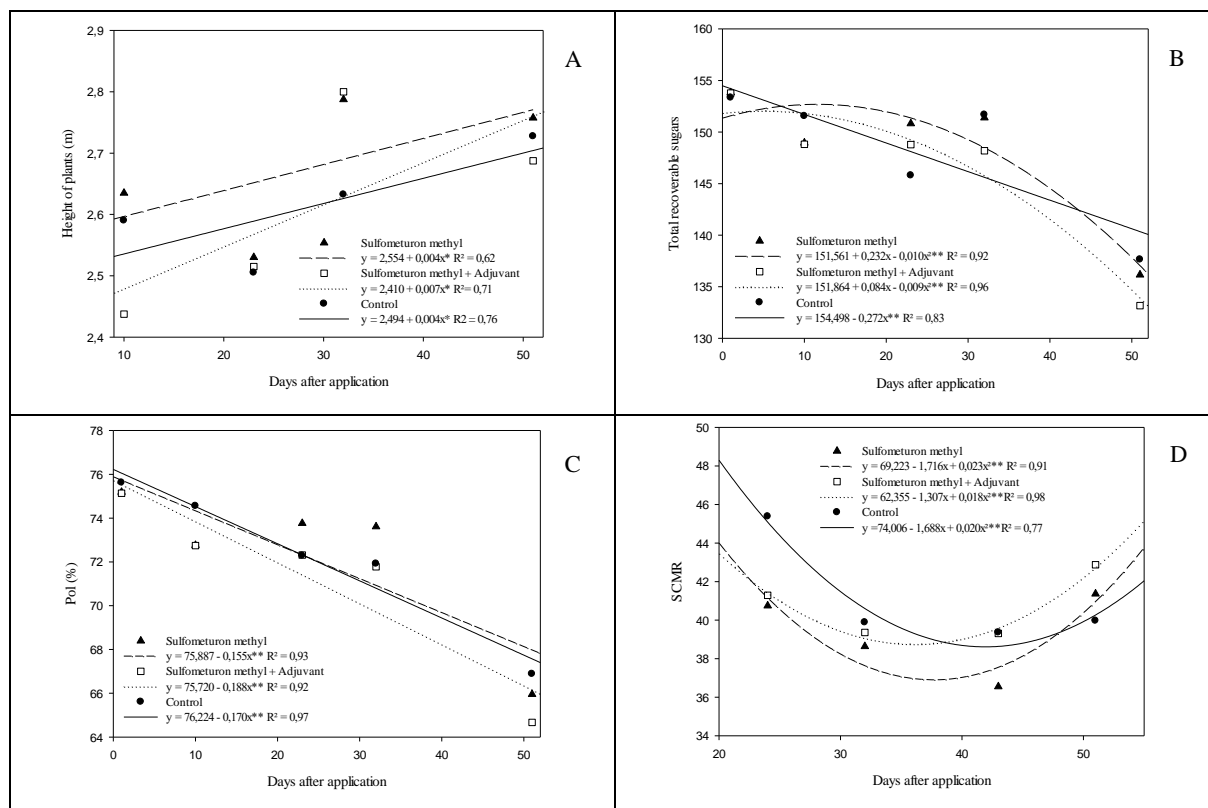 A
2,9
2,8
2,7
2,6
2,5
2,4
Height of plants (m)
Sulfometuron methyl
y = 2,554 + 0,004x* R² = 0,62
Sulfometuron methyl + Adjuvant
y = 2,410 + 0,007x* R²= 0,71
Control
y = 2,494 + 0,004x* R2 = 0,76
10 20 30 40 50
Days after application
B
160
155
150
145
140
135
130
Total recoverable sugars
Sulfometuron methyl
y = 151,561 + 0,232x - 0,010x²** R² = 0,92
Sulfometuron methyl + Adjuvant
y = 151,864 + 0,084x - 0,009x²** R² = 0,96
Control
y = 154,498 - 0,272x** R² = 0,83
0 10 20 30 40 50
Days after application
C
78
76
74
72
70
68
66
64
Pol (%)
Sulfometuron methyl
y = 75,887 - 0,155x** R² = 0,93
Sulfometuron methyl + Adjuvant
y = 75,720 - 0,188x** R² = 0,92
Control
y = 76,224 - 0,170x** R² = 0,97
0 10 20 30 40 50
Days after application
D
50
48
46
44
42
40
38
36
34
SCMR
Sulfometuron methyl
y = 69,223 - 1,716x + 0,023x²** R² = 0,91
Sulfometuron methyl + Adjuvant
y = 62,355 - 1,307x + 0,018x²** R² = 0,98
Control
y =74,006 - 1,688x + 0,020x²** R² = 0,77
20 30 40 50
Days after application